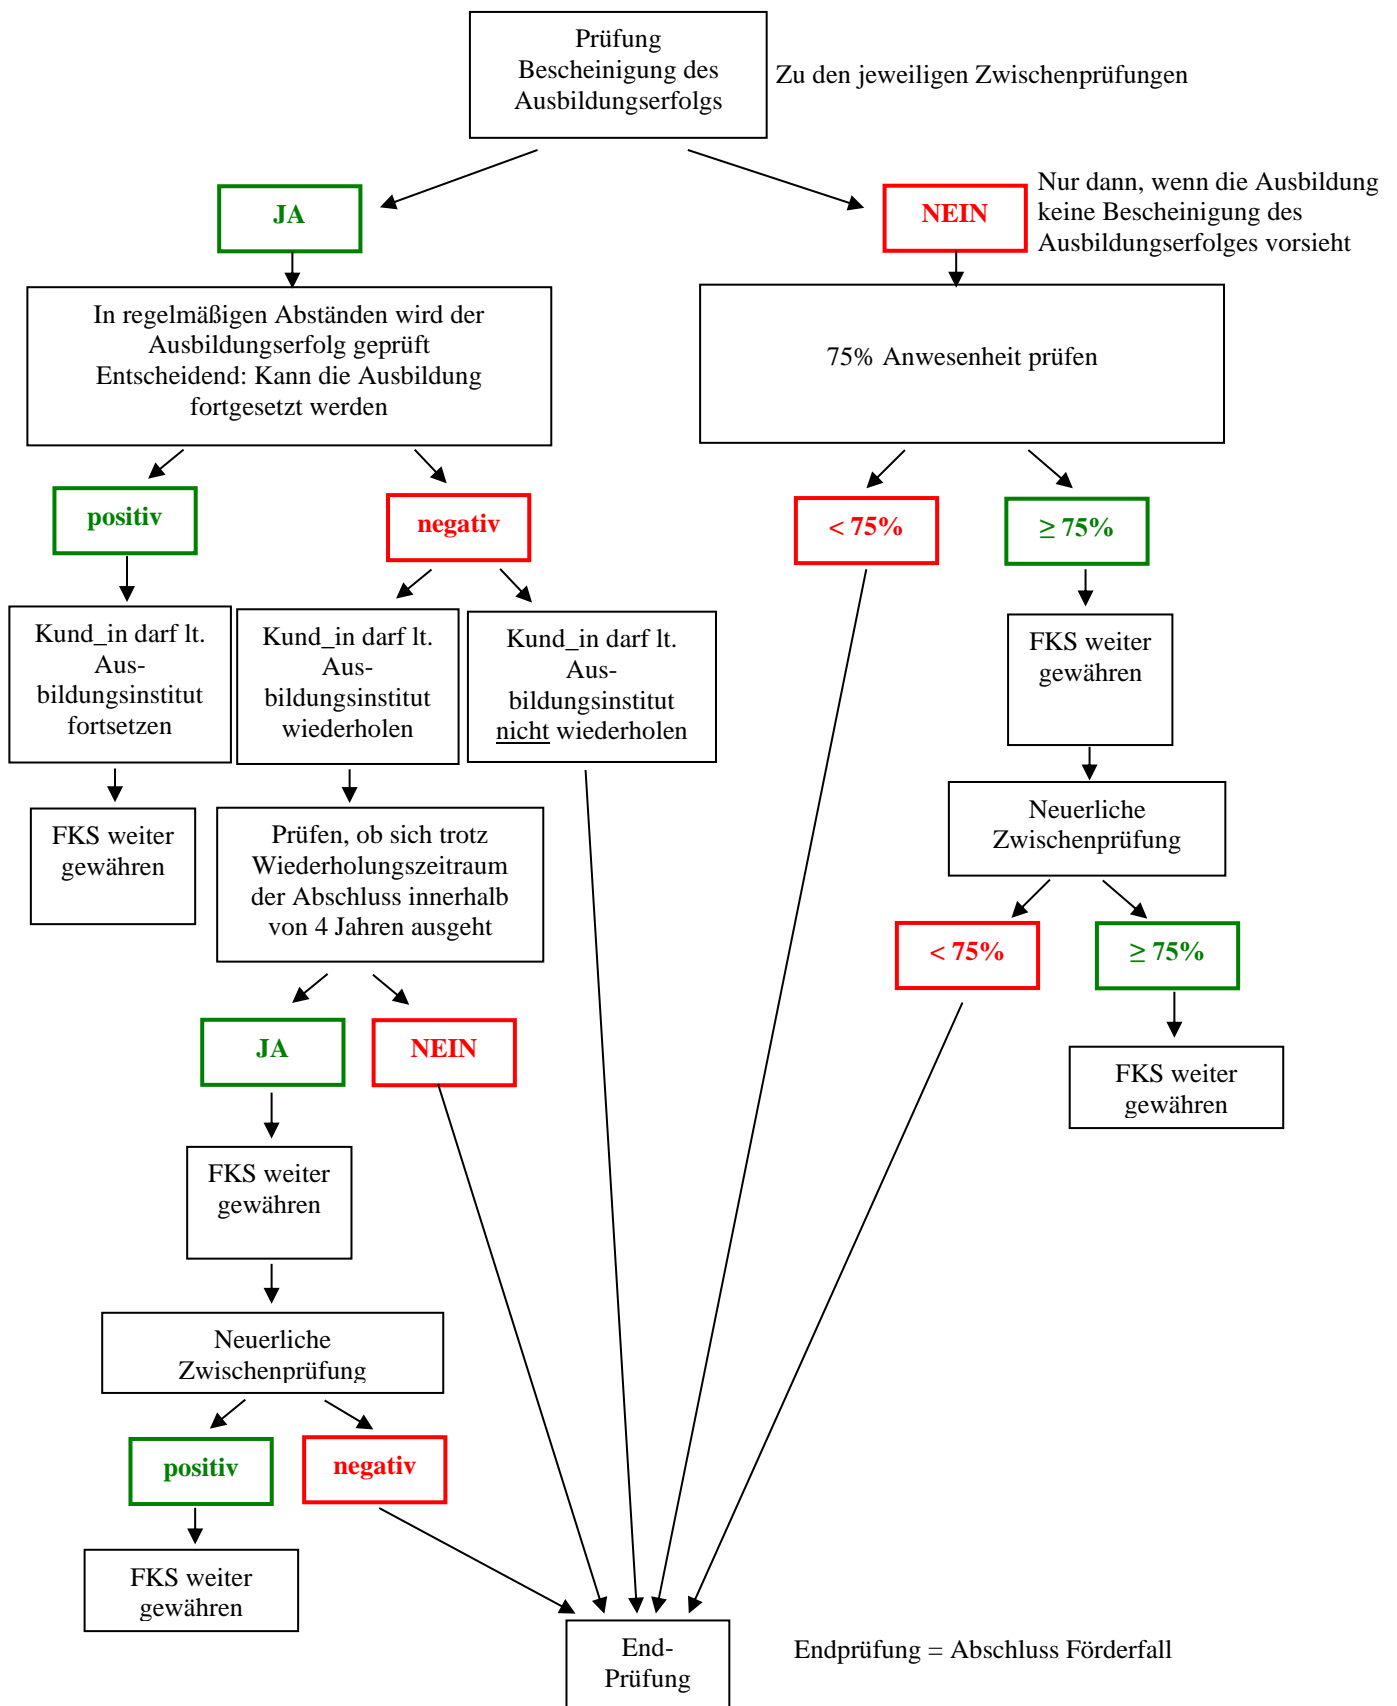 Prüfung
Bescheinigung des
Ausbildungserfolgs
Zu den jeweiligen Zwischenprüfungen
JA
NEIN
Nur dann, wenn die Ausbildung
keine Bescheinigung des
Ausbildungserfolges vorsieht
In regelmäßigen Abständen wird der
Ausbildungserfolg geprüft
Entscheidend: Kann die Ausbildung
fortgesetzt werden
75% Anwesenheit prüfen
positiv
negativ
< 75%
≥ 75%
Kund_in darf lt.
Aus-
bildungsinstitut
fortsetzen
Kund_in darf lt.
Aus-
bildungsinstitut
wiederholen
Kund_in darf lt.
Aus-
bildungsinstitut
nicht wiederholen
FKS weiter
gewähren
FKS weiter
gewähren
Prüfen, ob sich trotz
Wiederholungszeitraum
der Abschluss innerhalb
von 4 Jahren ausgeht
Neuerliche
Zwischenprüfung
< 75%
≥ 75%
JA
NEIN
FKS weiter
gewähren
FKS weiter
gewähren
Neuerliche
Zwischenprüfung
positiv
negativ
FKS weiter
gewähren
End-
Prüfung
Endprüfung = Abschluss Förderfall